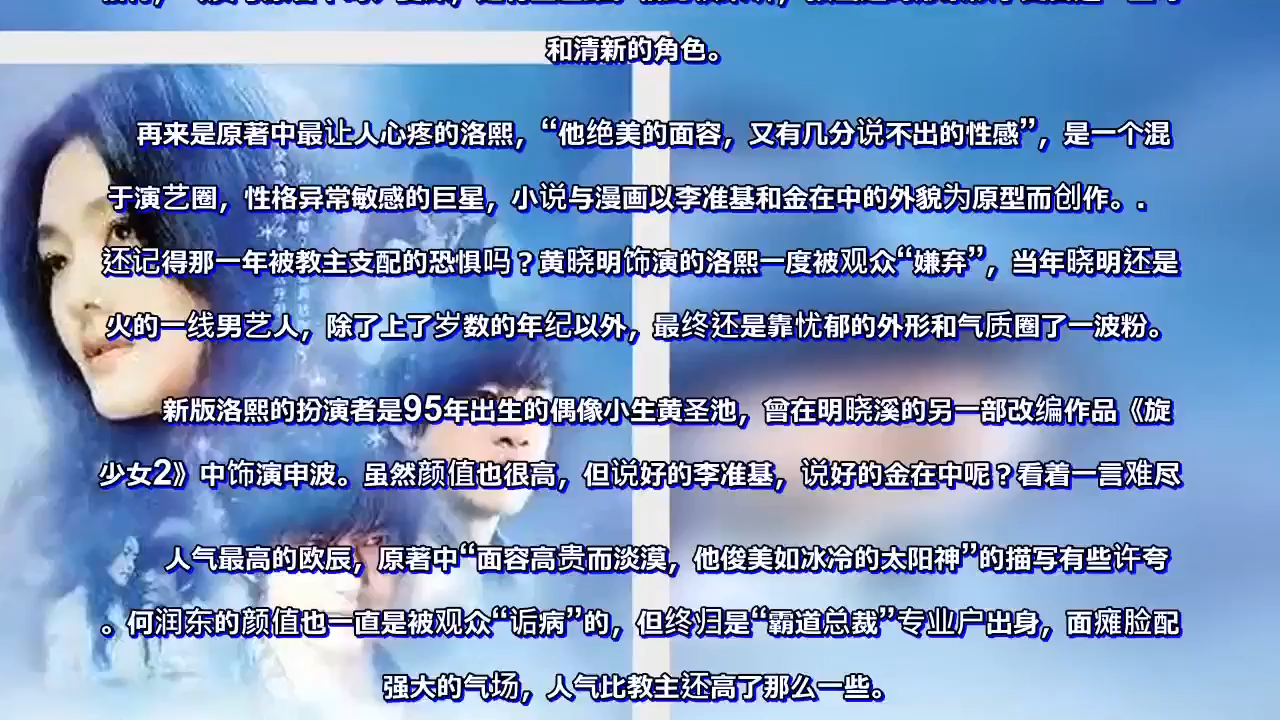 和清新的角色。
再来是原著中最让人心疼的洛熙，“他绝美的面容，又有几分说不出的性感”，是一个混
于演艺圈，性格异常敏感的巨星，小说与漫画以李准基和金在中的外貌为原型而创作。.
还记得那一年被教主支配的恐惧吗？黄晓明饰演的洛熙一度被观众“嫌弃”，当年晓明还是
火的一线男艺人，除了上了岁数的年纪以外，最终还是靠忧郁的外形和气质圈了一波粉。
新版洛熙的扮演者是95年出生的偶像小生黄圣池，曾在明晓溪的另一部改编作品《旋
少女2》中饰演申波。虽然颜值也很高，但说好的李准基，说好的金在中呢？看着一言难尽
人气最高的欧辰，原著中“面容高贵而淡漠，他俊美如冰冷的太阳神”的描写有些许夸
。何润东的颜值也一直是被观众“诟病”的，但终归是“霸道总裁”专业户出身，面瘫脸配
强大的气场，人气比教主还高了那么一些。